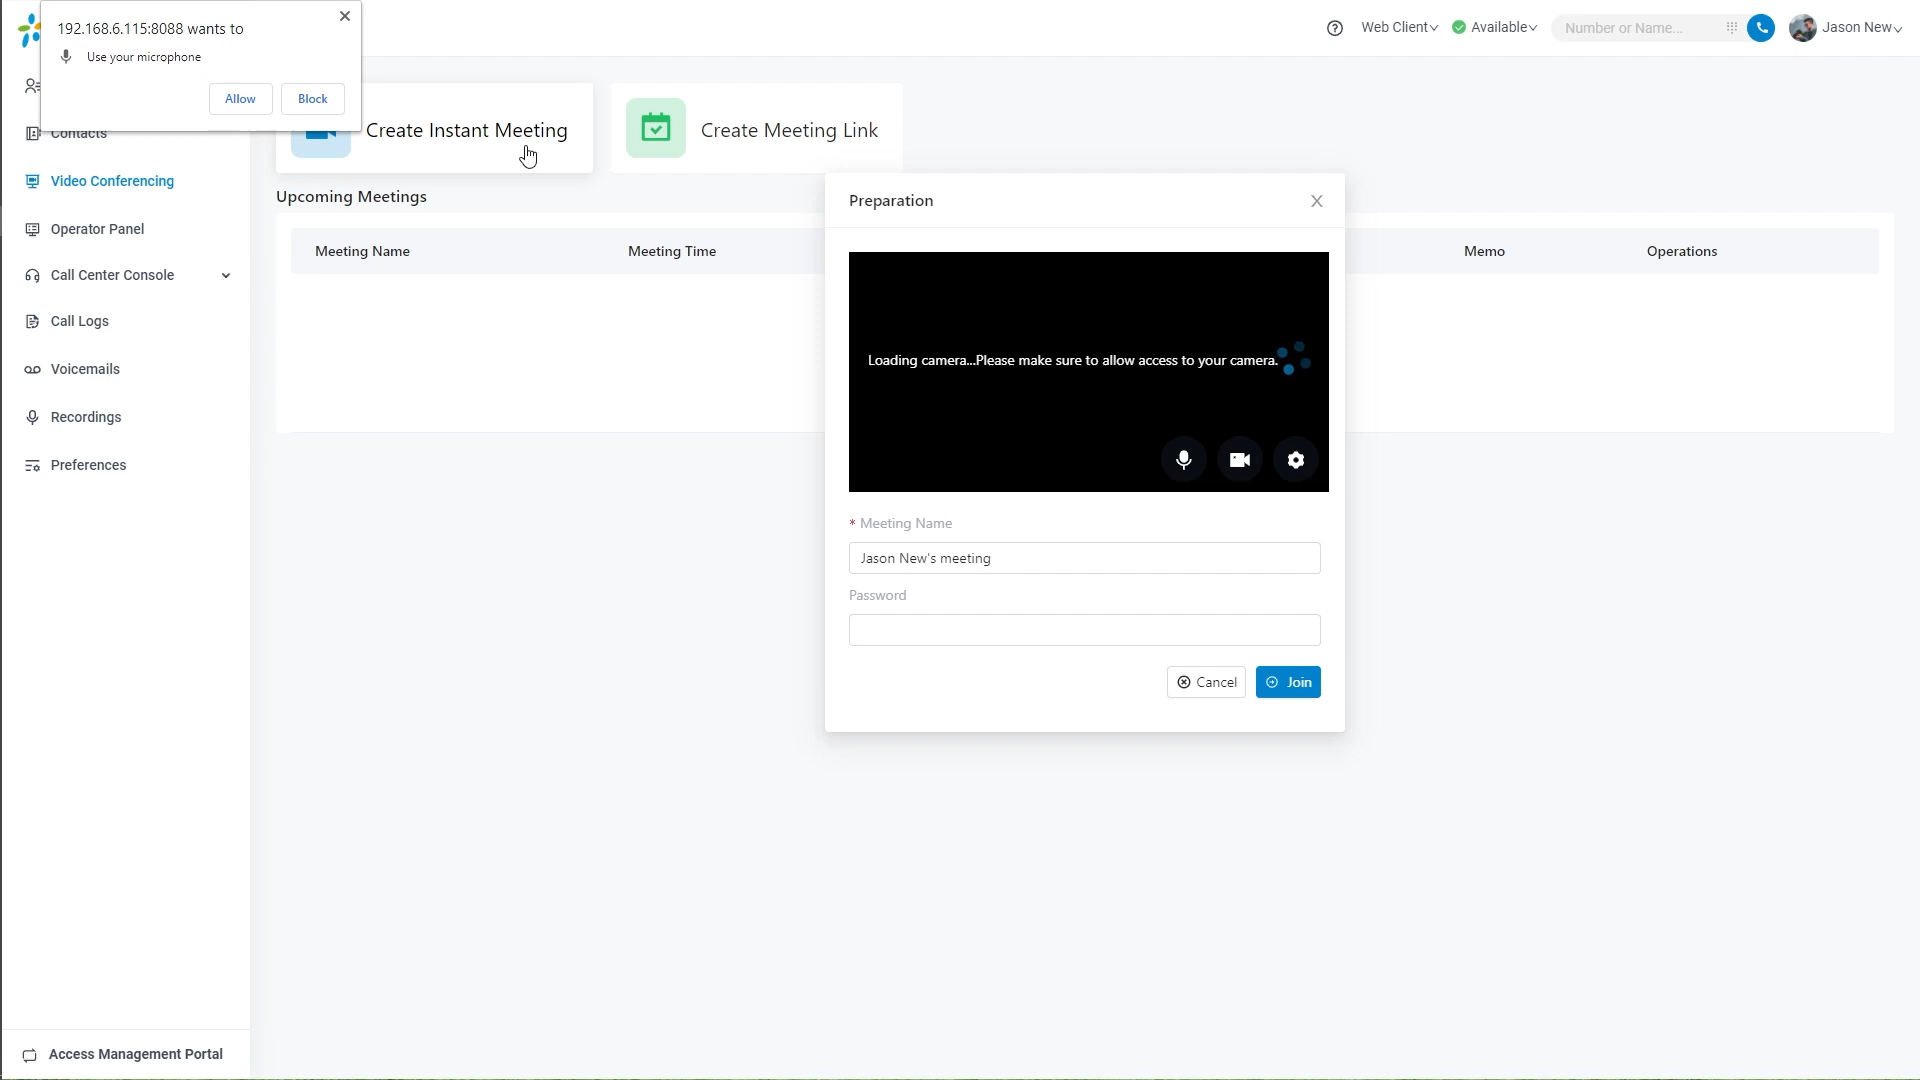 192.168.6.115:8088 wants to
Use your microphone
Allow
Block
Web Client
Available
Number or Name...
Jason New
Contacts
Video Conferencing
Operator Panel
Call Center Console
Call Logs
Voicemails
Recordings
Preferences
Access Management Portal
Create Instant Meeting
Create Meeting Link
Upcoming Meetings
Meeting Name
Meeting Time
Memo
Operations
Preparation
Loading camera...Please make sure to allow access to your camera.
* Meeting Name
Jason New's meeting
Password
Cancel
Join